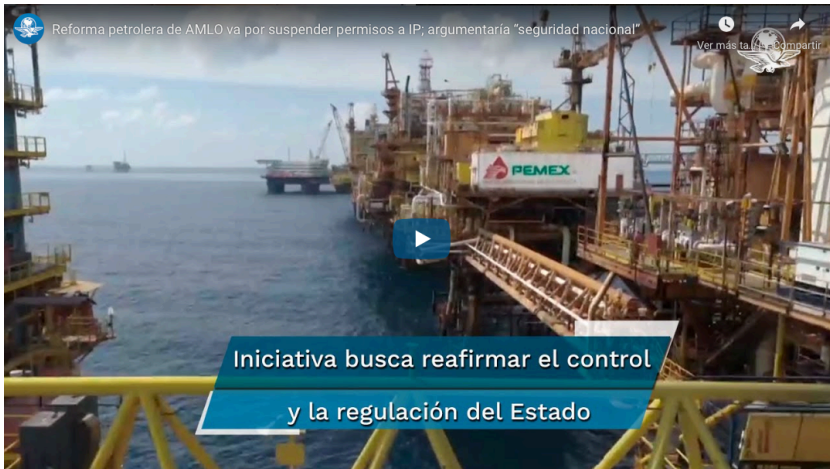 Reforma petrolera de AMLO va por suspender permisos a IP; argumentaría “seguridad nacional”
Ver más ta... Compartir
PEMEX
Iniciativa busca reafirmar el control
y la regulación del Estado